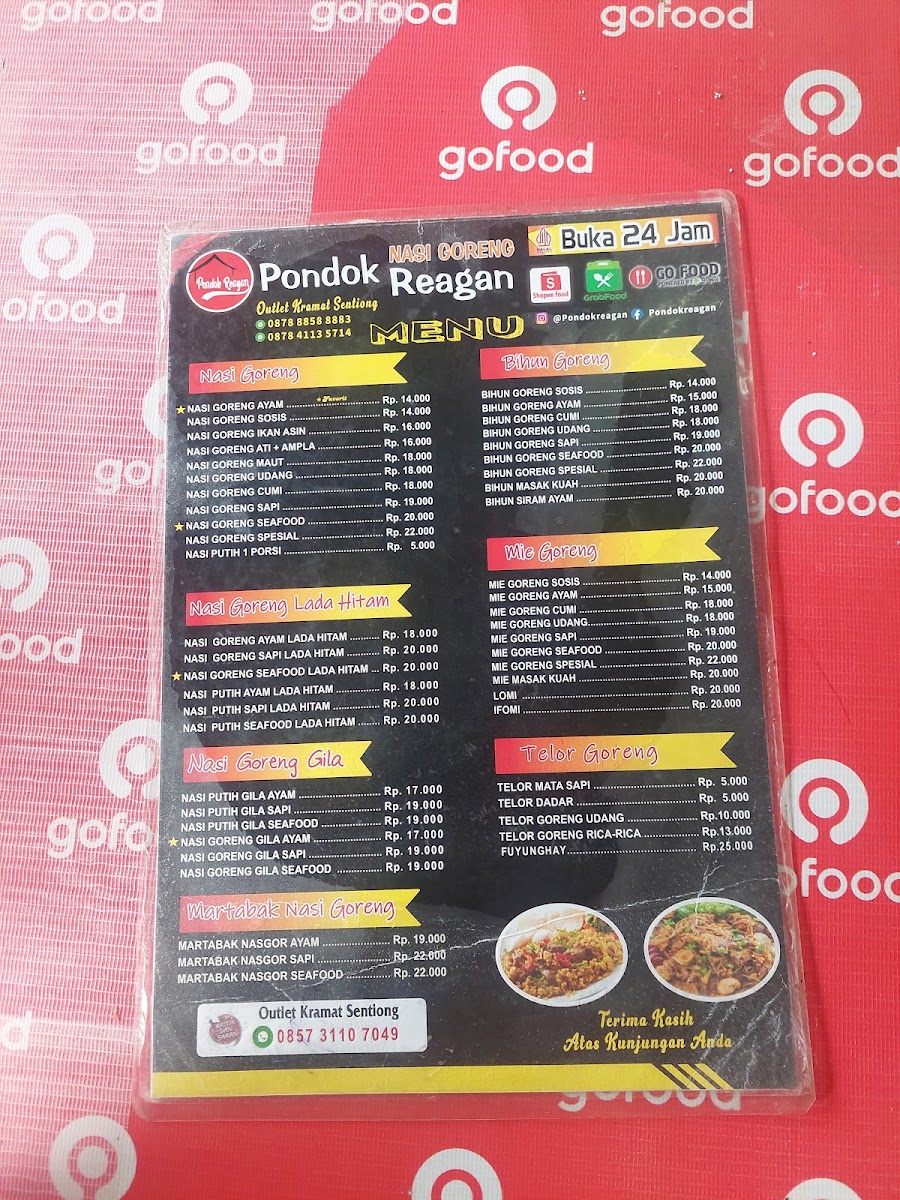 gofood
gofood
gofood
gofood
gofood
gofood
Buka 24 Jam
HALAL
Pondok Reagan
NASI GORENG
Pondok Reagan
Shopee food
GrabFood
GO FOOD
Outlet Kramat Sentiong
0878 8858 8883
0878 4113 5714
@Pondokreagan Pondokreagan
MENU
Nasi Goreng
★ Favorit
★ NASI GORENG AYAM Rp. 14.000
NASI GORENG SOSIS Rp. 14.000
NASI GORENG IKAN ASIN Rp. 16.000
NASI GORENG ATI + AMPLA Rp. 16.000
NASI GORENG MAUT Rp. 18.000
NASI GORENG UDANG Rp. 18.000
NASI GORENG CUMI Rp. 18.000
NASI GORENG SAPI Rp. 19.000
★ NASI GORENG SEAFOOD Rp. 20.000
NASI GORENG SPESIAL Rp. 22.000
NASI PUTIH 1 PORSI Rp. 5.000
Nasi Goreng Lada Hitam
NASI GORENG AYAM LADA HITAM Rp. 18.000
NASI GORENG SAPI LADA HITAM Rp. 20.000
★ NASI GORENG SEAFOOD LADA HITAM Rp. 20.000
NASI PUTIH AYAM LADA HITAM Rp. 18.000
NASI PUTIH SAPI LADA HITAM Rp. 20.000
NASI PUTIH SEAFOOD LADA HITAM Rp. 20.000
Nasi Goreng Gila
NASI PUTIH GILA AYAM Rp. 17.000
NASI PUTIH GILA SAPI Rp. 19.000
NASI PUTIH GILA SEAFOOD Rp. 19.000
★ NASI GORENG GILA AYAM Rp. 17.000
NASI GORENG GILA SAPI Rp. 19.000
NASI GORENG GILA SEAFOOD Rp. 19.000
Martabak Nasi Goreng
MARTABAK NASGOR AYAM Rp. 19.000
MARTABAK NASGOR SAPI Rp. 22.000
MARTABAK NASGOR SEAFOOD Rp. 22.000
Outlet Kramat Sentiong
0857 3110 7049
Bihun Goreng
BIHUN GORENG SOSIS Rp. 14.000
BIHUN GORENG AYAM Rp. 15.000
BIHUN GORENG CUMI Rp. 18.000
BIHUN GORENG UDANG Rp. 18.000
BIHUN GORENG SAPI Rp. 19.000
BIHUN GORENG SEAFOOD Rp. 20.000
BIHUN GORENG SPESIAL Rp. 22.000
BIHUN MASAK KUAH Rp. 20.000
BIHUN SIRAM AYAM Rp. 20.000
Mie Goreng
MIE GORENG SOSIS Rp. 14.000
MIE GORENG AYAM Rp. 15.000
MIE GORENG CUMI Rp. 18.000
MIE GORENG UDANG Rp. 18.000
MIE GORENG SAPI Rp. 19.000
MIE GORENG SEAFOOD Rp. 20.000
MIE GORENG SPESIAL Rp. 22.000
MIE MASAK KUAH Rp. 20.000
LOMI Rp. 20.000
IFOMI Rp. 20.000
Telor Goreng
TELOR MATA SAPI Rp. 5.000
TELOR DADAR Rp. 5.000
TELOR GORENG UDANG Rp.10.000
TELOR GORENG RICA-RICA Rp.13.000
FUYUNGHAY Rp.25.000
Terima Kasih
Atas Kunjungan Anda
ofood
gofood
gofood
food
gofood